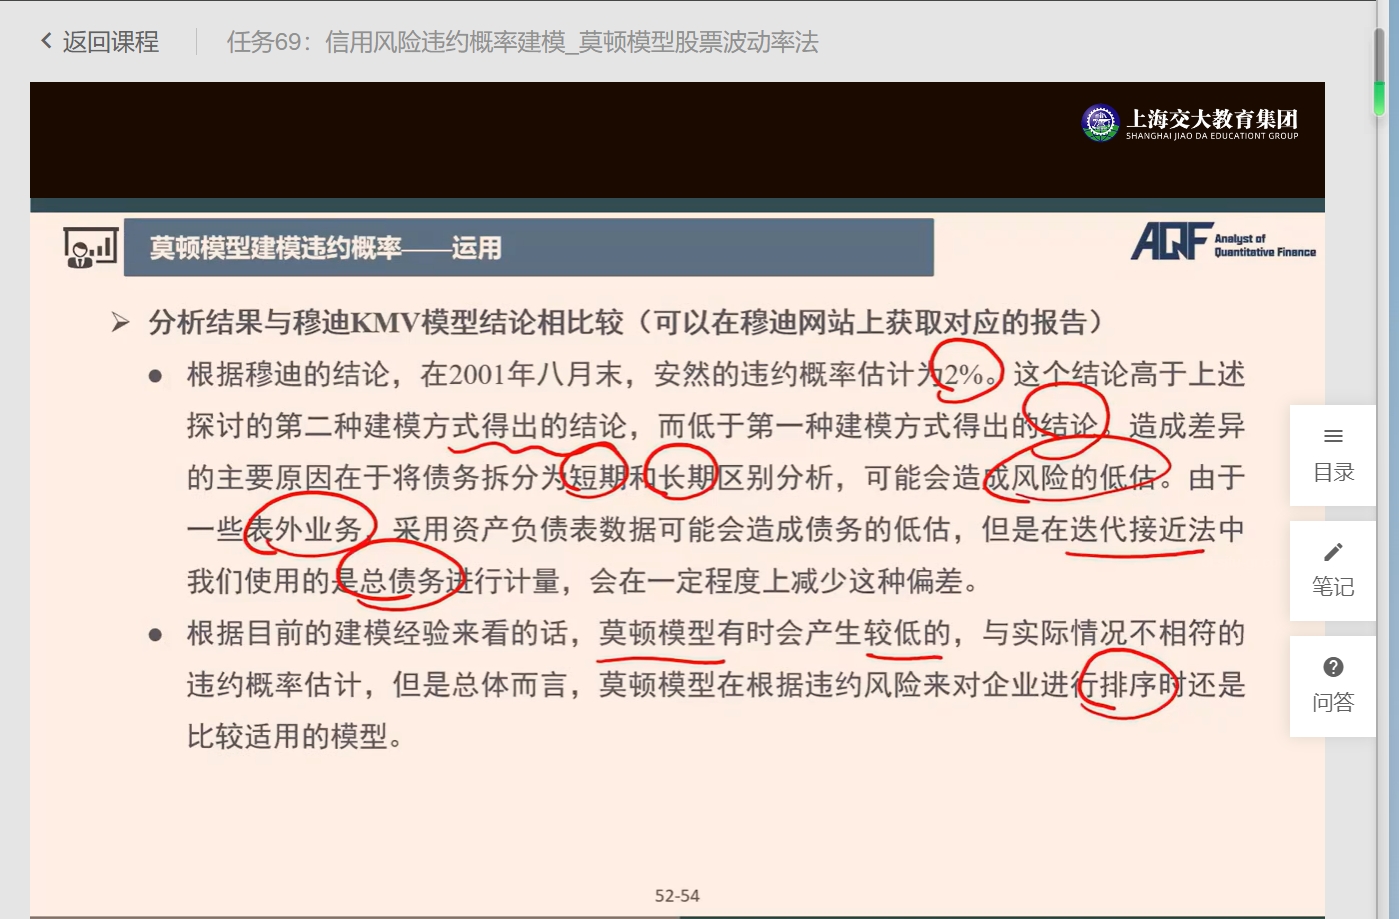 返回课程
任务69：信用风险违约概率建模_莫顿模型股票波动率法
上海交大教育集团
SHANGHAI JIAO DA EDUCATIONT GROUP
莫顿模型建模违约概率——运用
AQF Analyst of
Quantitative Finance
分析结果与穆迪KMV模型结论相比较（可以在穆迪网站上获取对应的报告）
根据穆迪的结论，在2001年八月末，安然的违约概率估计为2%。这个结论高于上述
探讨的第二种建模方式得出的结论，而低于第一种建模方式得出的结论。造成差异
的主要原因在于将债务拆分为短期和长期区别分析，可能会造成风险的低估。由于
一些表外业务，采用资产负债表数据可能会造成债务的低估，但是在迭代接近法中
我们使用的是总债务进行计量，会在一定程度上减少这种偏差。
根据目前的建模经验来看的话，莫顿模型有时会产生较低的，与实际情况不相符的
违约概率估计，但是总体而言，莫顿模型在根据违约风险来对企业进行排序时还是
比较适用的模型。
目录
笔记
问答
52-54